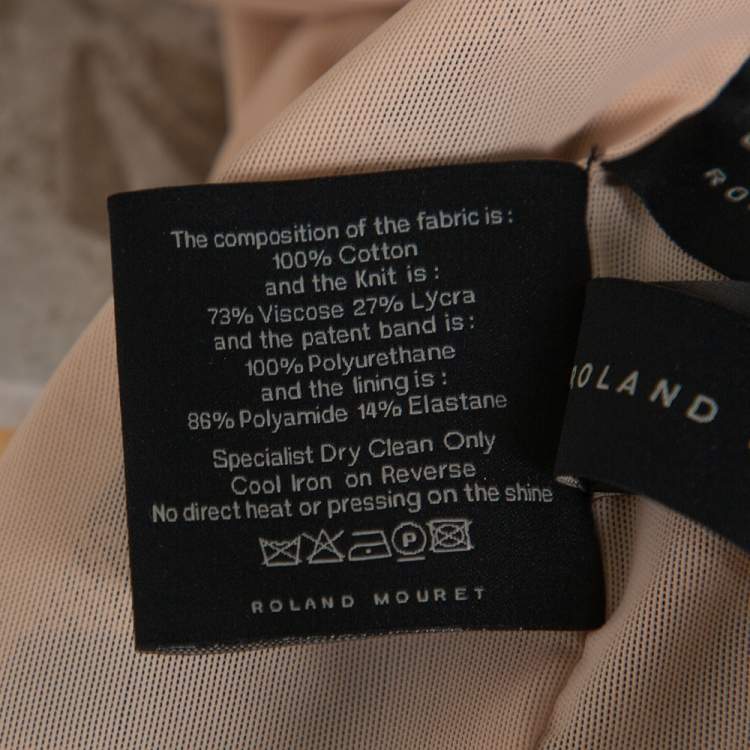 The composition of the fabric is :
100% Cotton
and the Knit is :
73% Viscose 27% Lycra
and the patent band is :
100% Polyurethane
and the lining is :
86% Polyamide 14% Elastane
Specialist Dry Clean Only
Cool Iron on Reverse
No direct heat or pressing on the shine
P
ROLAND MOURET
ROLAND
RO